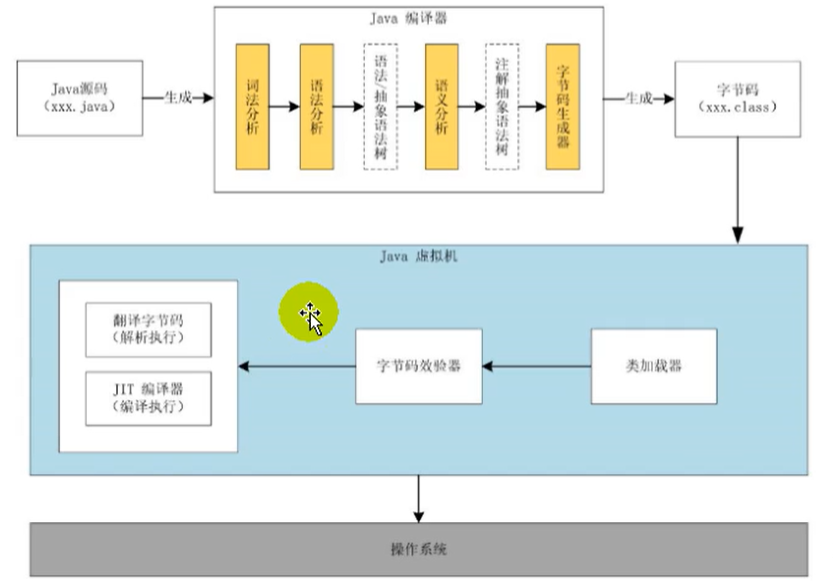 Java 编译器
Java源码
（xxx.java）
生成
词法分析
语法分析
语法/抽象语法树
语义分析
注解抽象语法树
字节码生成器
生成
字节码
（xxx.class）
Java 虚拟机
翻译字节码
（解析执行）
JIT 编译器
（编译执行）
字节码效验器
类加载器
操作系统